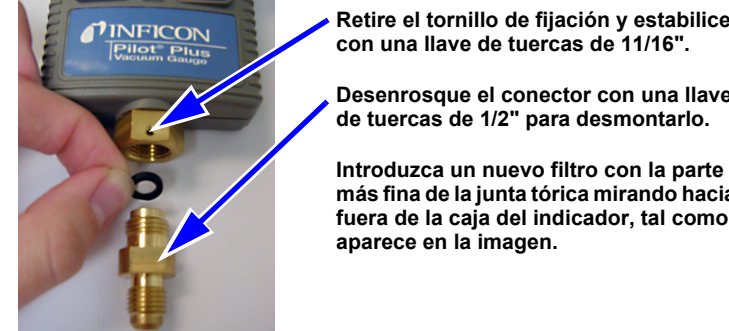 INFICON
Pilot® Plus
Vacuum Gauge
Retire el tornillo de fijación y estabilice
con una llave de tuercas de 11/16".
Desenrosque el conector con una llave
de tuercas de 1/2" para desmontarlo.
Introduzca un nuevo filtro con la parte
más fina de la junta tórica mirando hacia
fuera de la caja del indicador, tal como
aparece en la imagen.